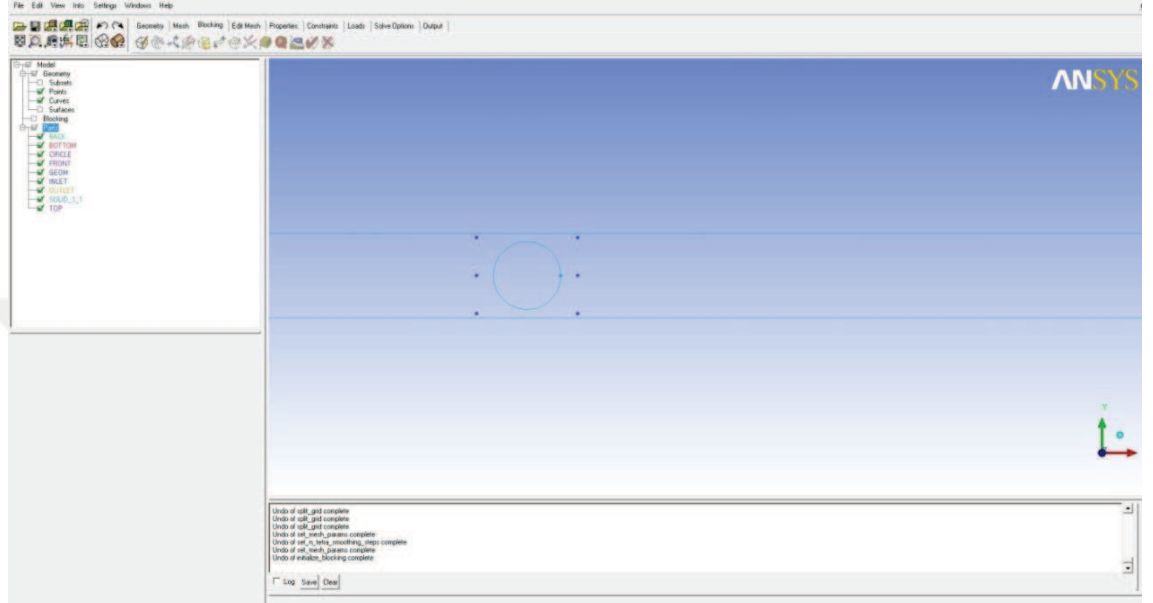 File Edit View Info Settings Windows Help
Geometry Mesh Blocking Edit Mesh Properties Constraints Loads Solve Options Output
Model
Geometry
Subsets
Points
Curves
Surfaces
Blocking
Parts
BACK
BOTTOM
CIRCLE
FRONT
GEOM
INLET
OUTLET
SOLID_1_1
TOP
ANSYS
Y
Undo of split_grid complete
Undo of split_grid complete
Undo of split_grid complete
Undo of set_mesh_params complete
Undo of set_n_tetra_smoothing_steps complete
Undo of set_mesh_params complete
Undo of initialize_blocking complete
Log Save Clear